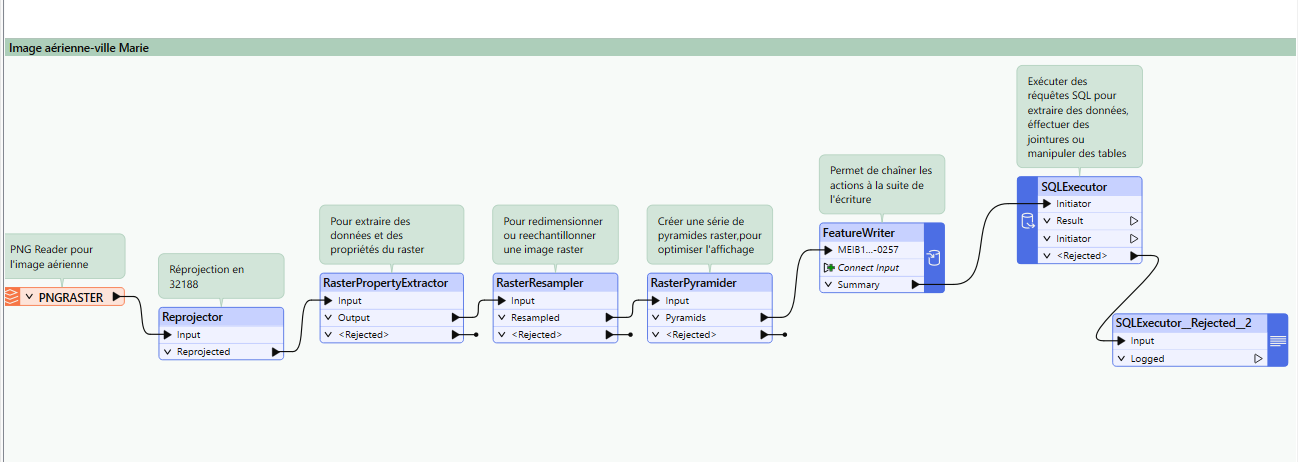 Image aérienne-ville Marie
PNG Reader pour
l'image aérienne
PNGRASTER
Réprojection en
32188
Reprojector
Input
Reprojected
Pour extraire des
données et des
propriétés du raster
RasterPropertyExtractor
Input
Output
<Rejected>
Pour redimensionner
ou reechantillonner
une image raster
RasterResampler
Input
Resampled
<Rejected>
Créer une série de
pyramides raster,pour
optimiser l'affichage
RasterPyramider
Input
Pyramids
<Rejected>
Permet de chaîner les
actions à la suite de
l'écriture
FeatureWriter
MEIB1...-0257
Connect Input
Summary
Exécuter des
réquêtes SQL pour
extraire des données,
éffectuer des
jointures ou
manipuler des tables
SQLExecutor
Initiator
Result
Initiator
<Rejected>
SQLExecutor_Rejected_2
Input
Logged